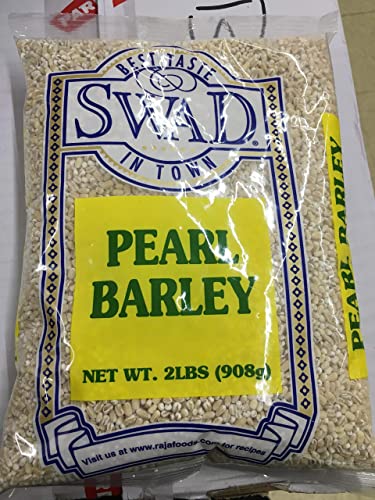 PAR
BEST TASTE
SWAD®
IN TOWN
PEARL
BARLEY
NET WT. 2LBS (908g)
PEARL BARLEY
Visit us at www.rajafoods.com for recipes